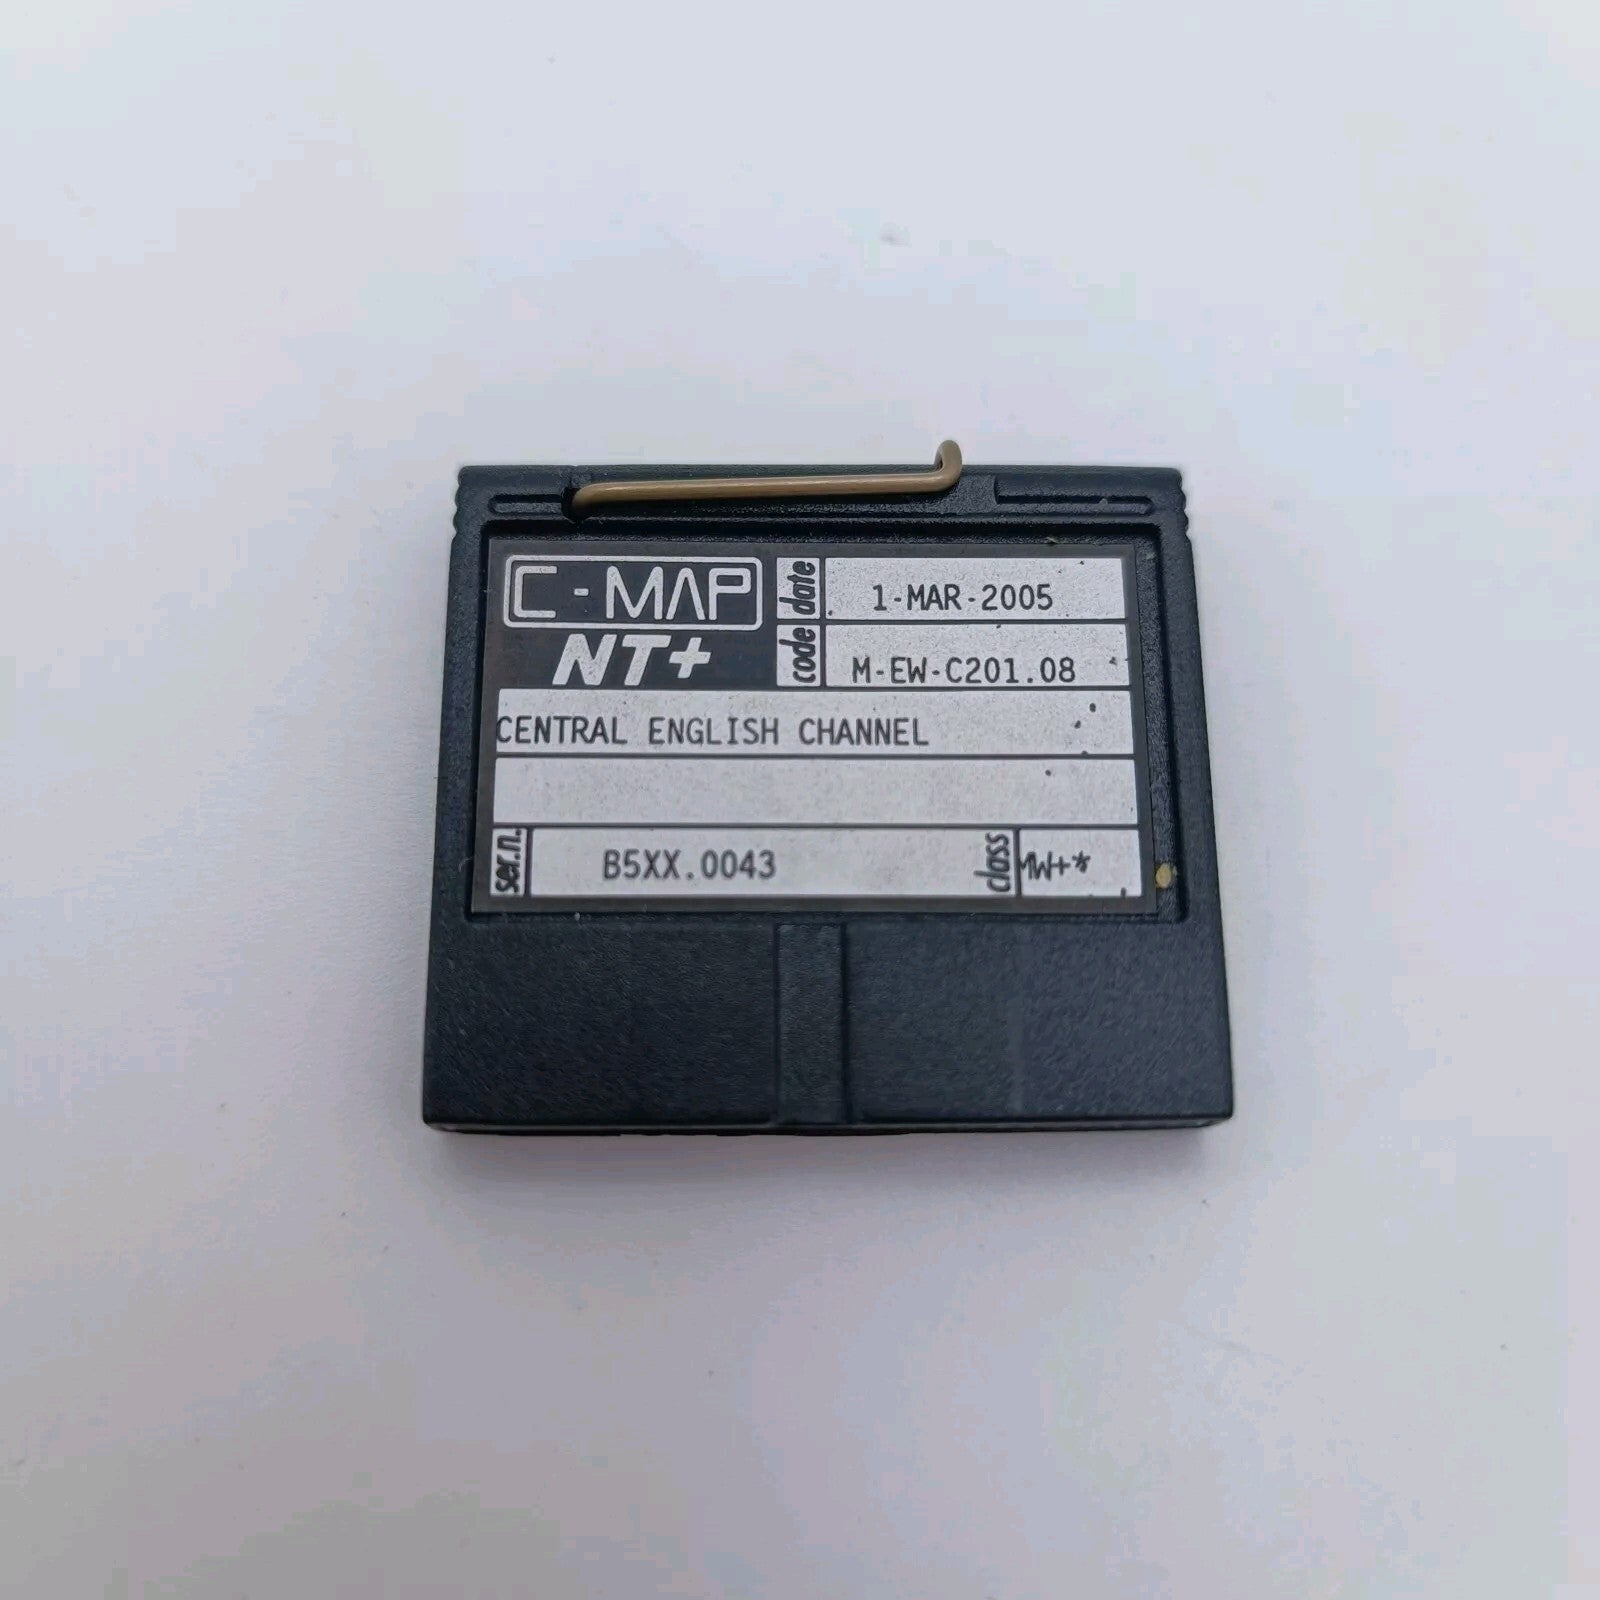 C-MAP
NT+
date 1-MAR-2005
code M-EW-C201.08
CENTRAL ENGLISH CHANNEL
ser.n. B5XX.0043 class